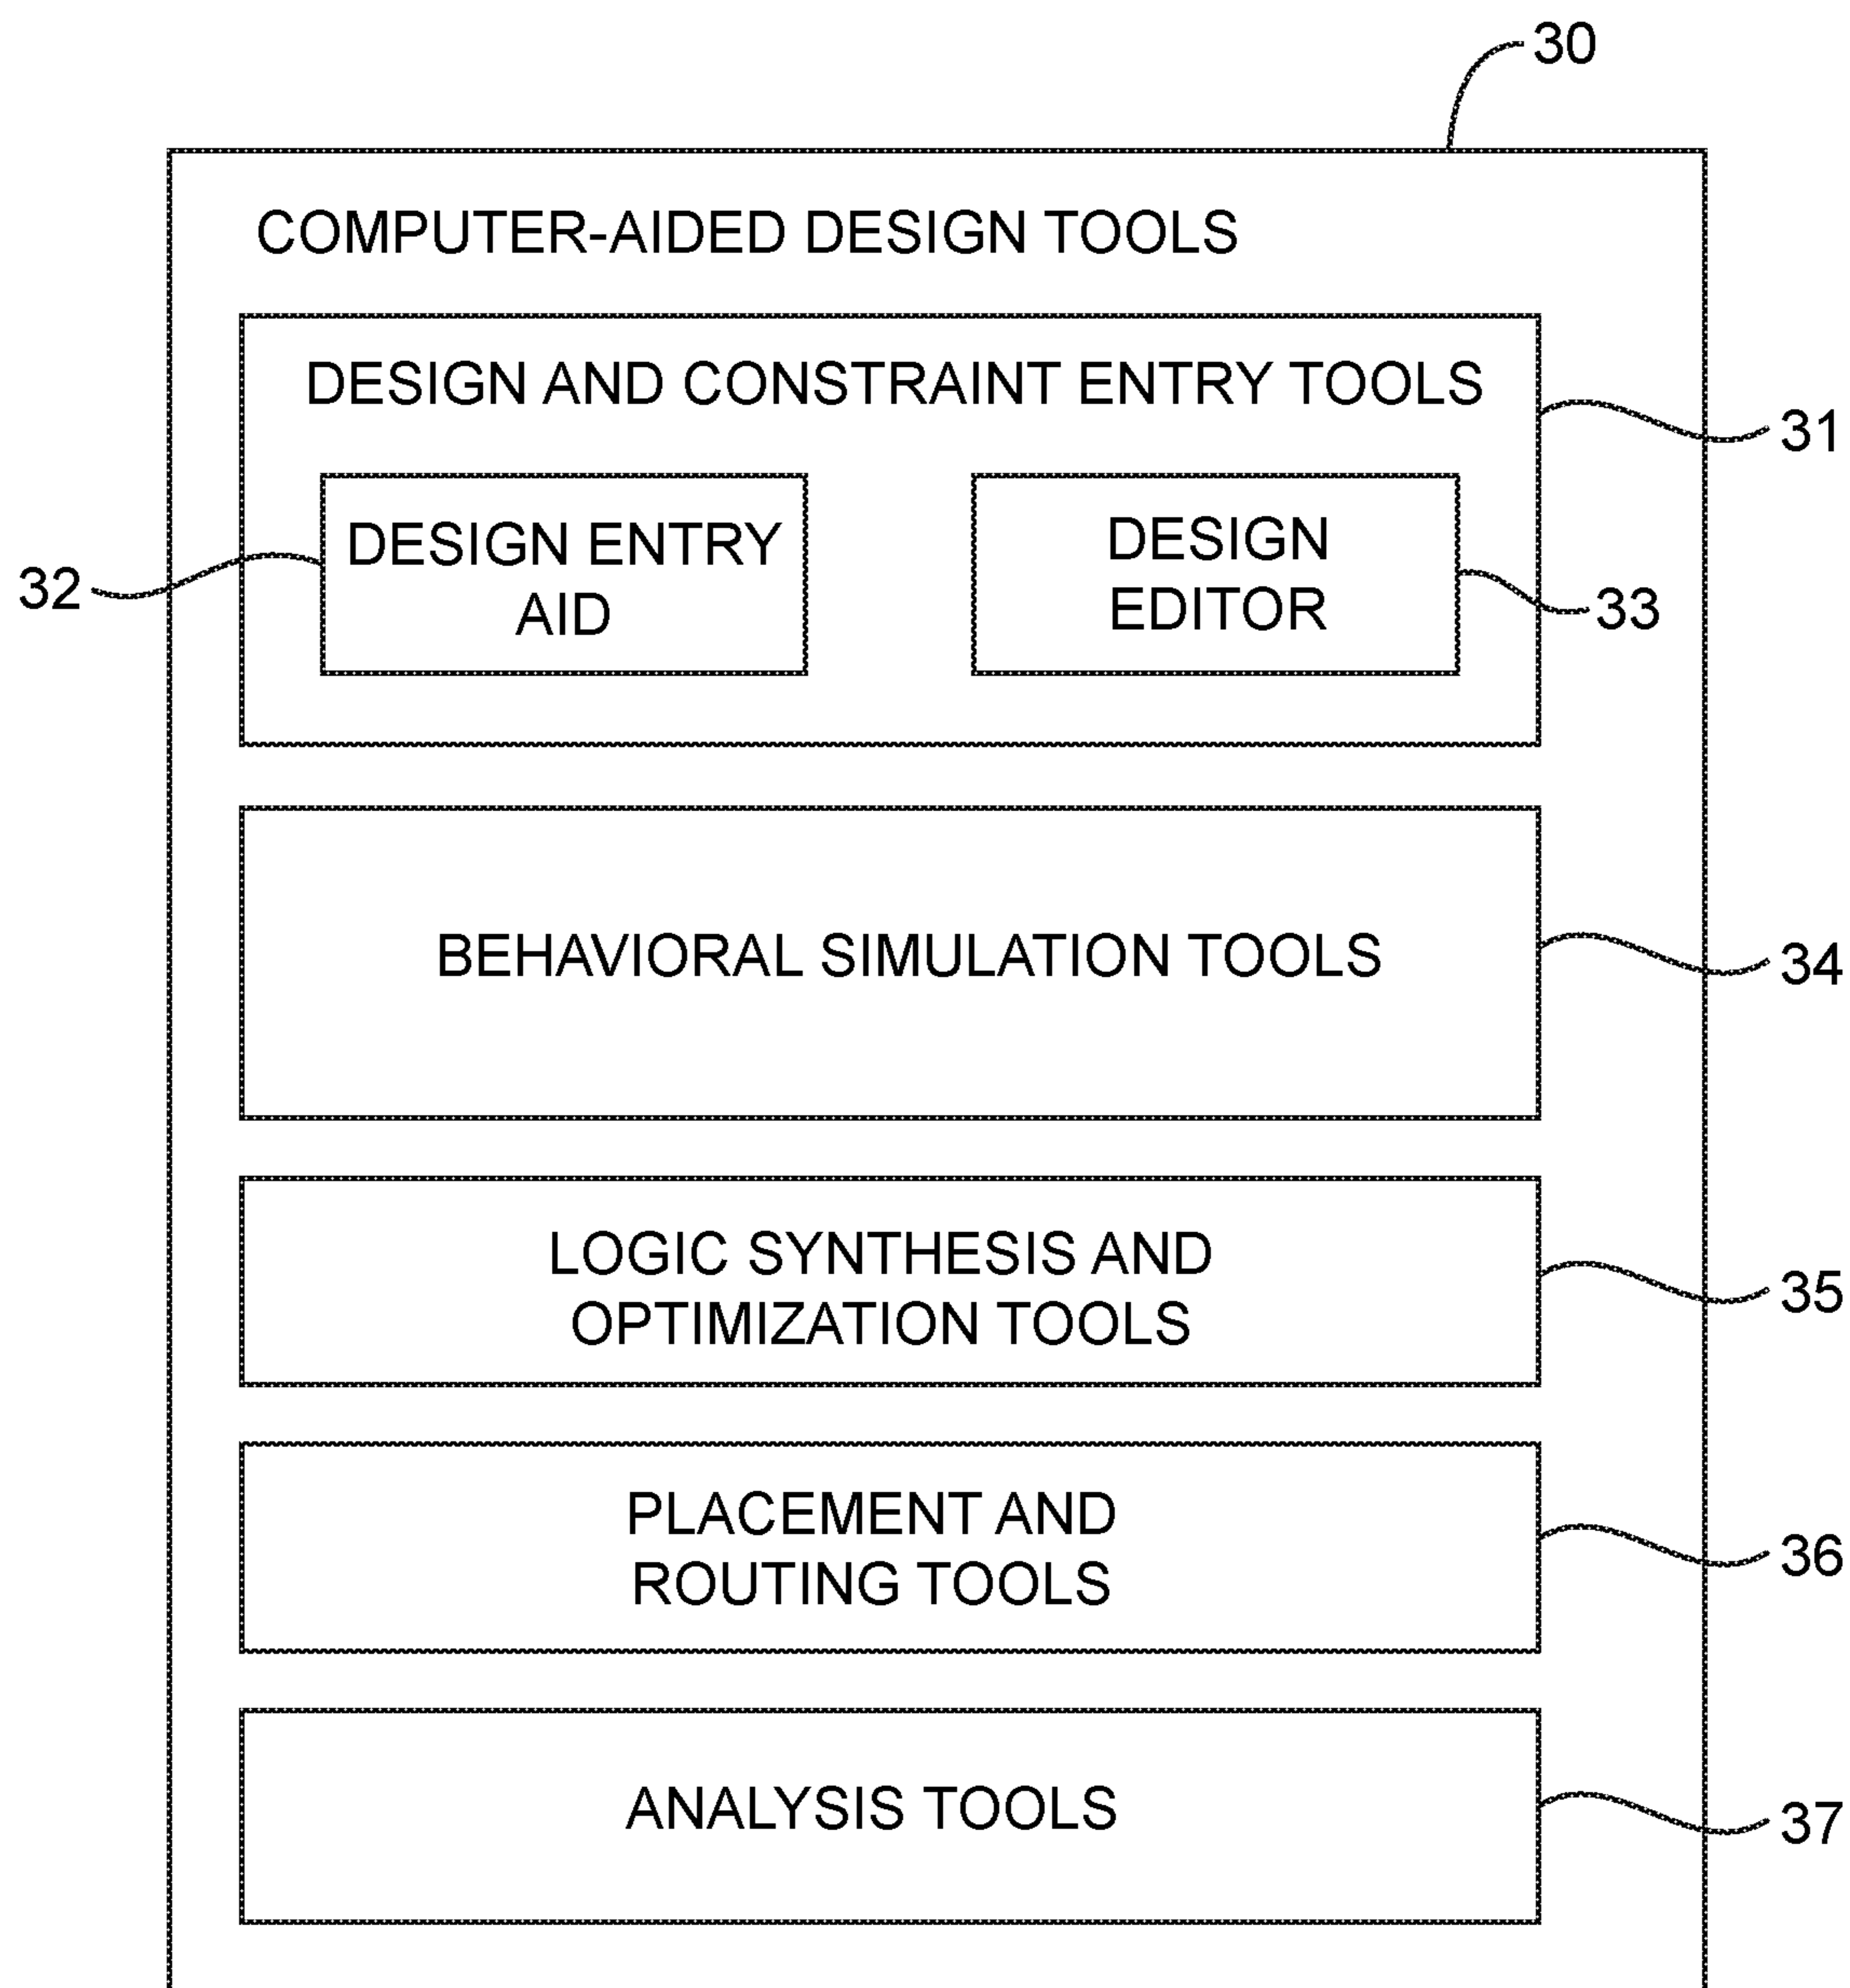 30
COMPUTER-AIDED DESIGN TOOLS
DESIGN AND CONSTRAINT ENTRY TOOLS
31
DESIGN ENTRY
AID
32
DESIGN
EDITOR
33
BEHAVIORAL SIMULATION TOOLS
34
LOGIC SYNTHESIS AND
OPTIMIZATION TOOLS
35
PLACEMENT AND
ROUTING TOOLS
36
ANALYSIS TOOLS
37